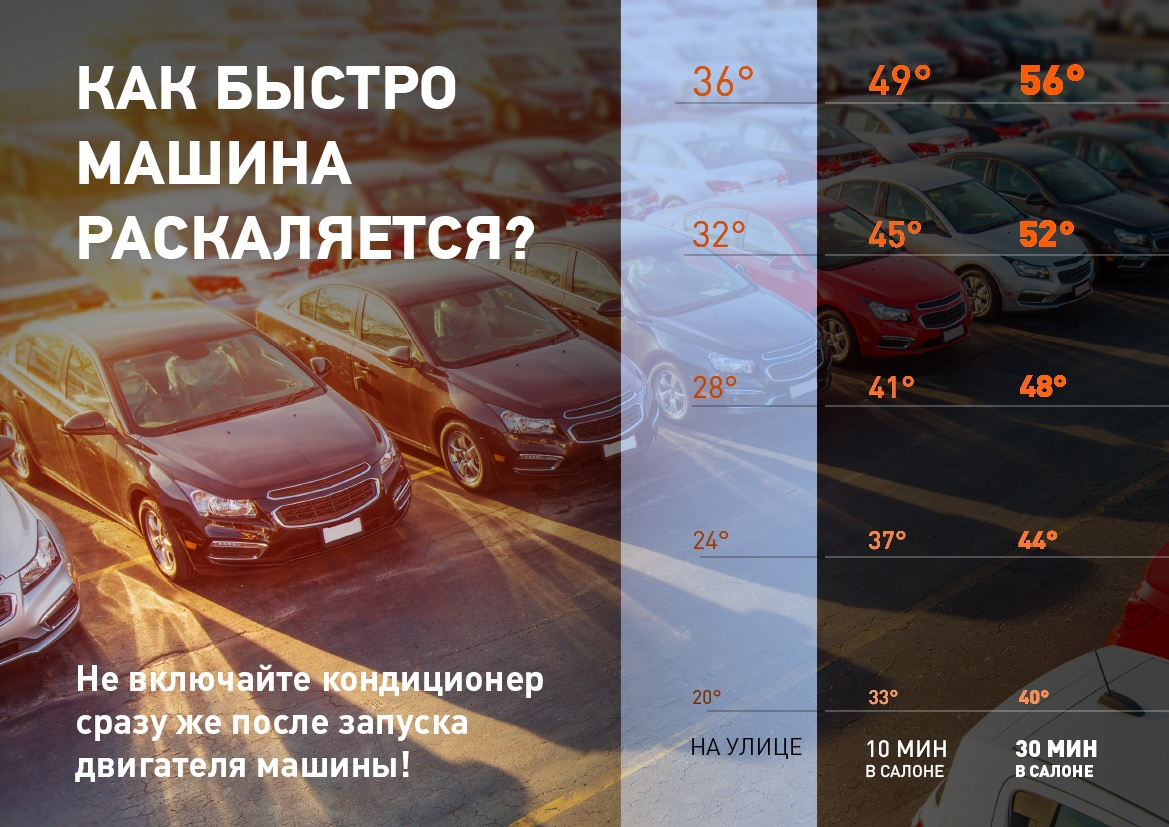 КАК БЫСТРО
МАШИНА
РАСКАЛЯЕТСЯ?
Не включайте кондиционер
сразу же после запуска
двигателя машины!
36° 49° 56°
32° 45° 52°
28° 41° 48°
24° 37° 44°
20° 33° 40°
НА УЛИЦЕ 10 МИН 30 МИН
В САЛОНЕ В САЛОНЕ